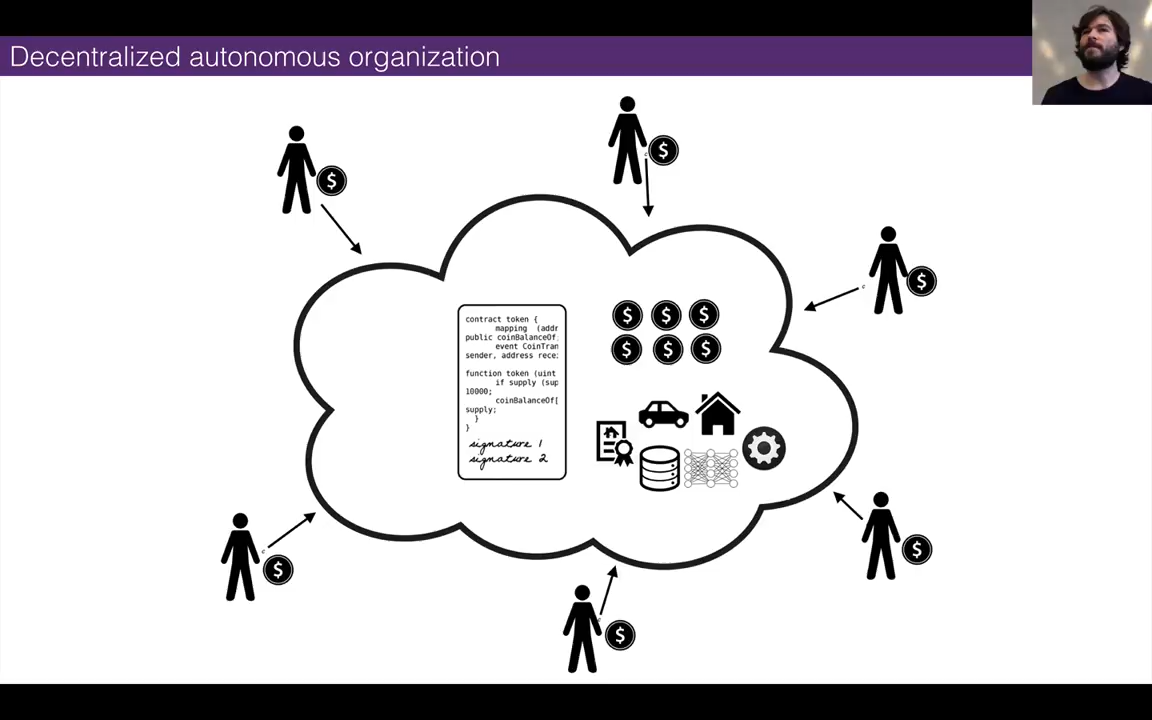 Decentralized autonomous organization
contract token {
mapping (addr
public coinBalanceOf;
event CoinTran
sender, address rece:
function token (uint
if supply (sup
10000;
coinBalanceOf[
supply;
}
}
signature 1
signature 2